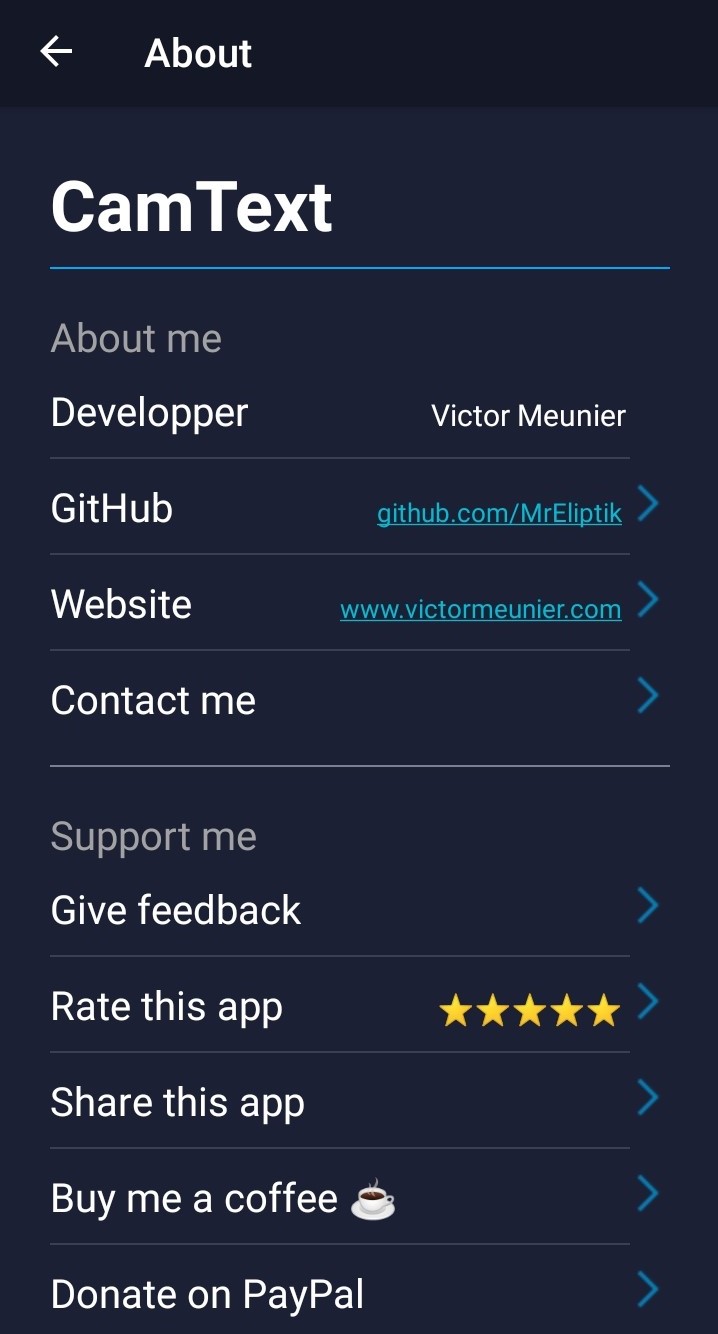 About
CamText
About me
Developper Victor Meunier
GitHub github.com/MrEliptik
Website www.victormeunier.com
Contact me
Support me
Give feedback
Rate this app ⭐⭐⭐⭐⭐
Share this app
Buy me a coffee ☕
Donate on PayPal